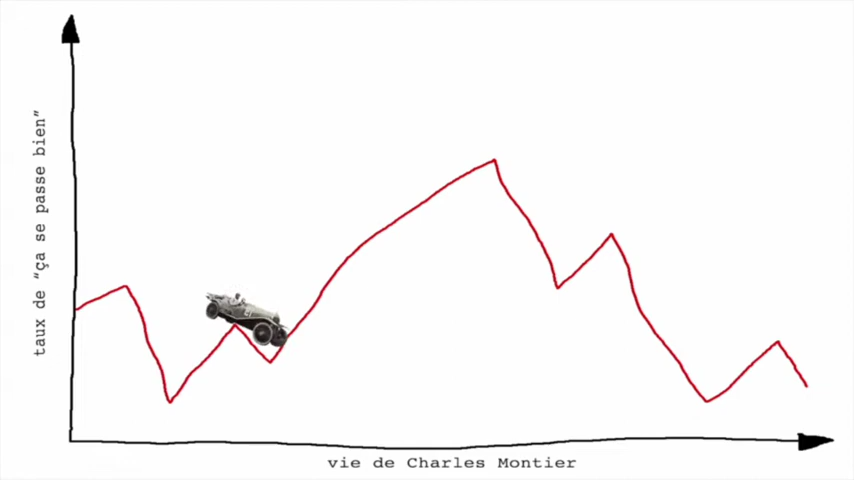 taux de “ça se passe bien”
vie de Charles Montier